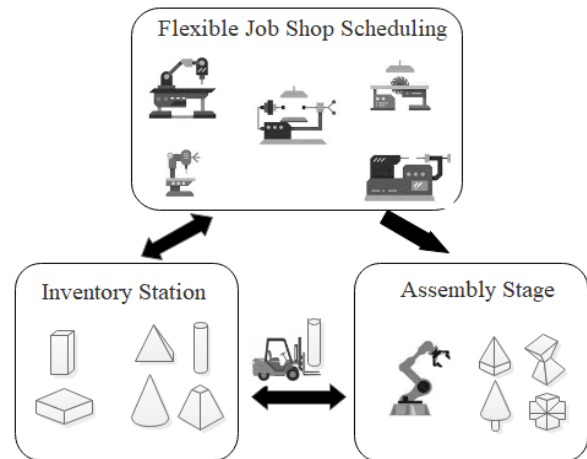 Flexible Job Shop Scheduling
Inventory Station
Assembly Stage